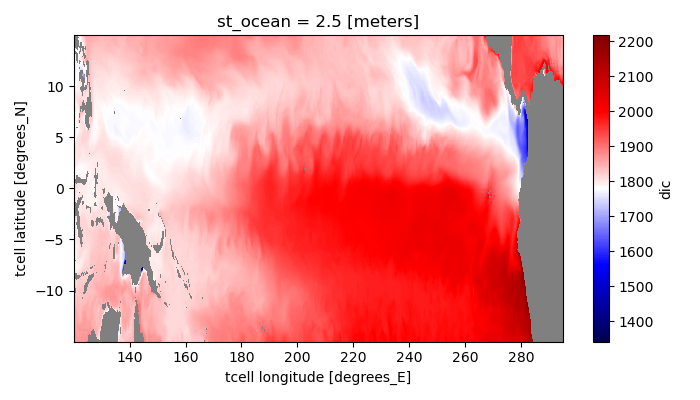 st_ocean = 2.5 [meters]
10
5
0
−5
−10
tcell latitude [degrees_N]
140 160 180 200 220 240 260 280
tcell longitude [degrees_E]
2200
2100
2000
1900
1800
1700
1600
1500
1400
dic